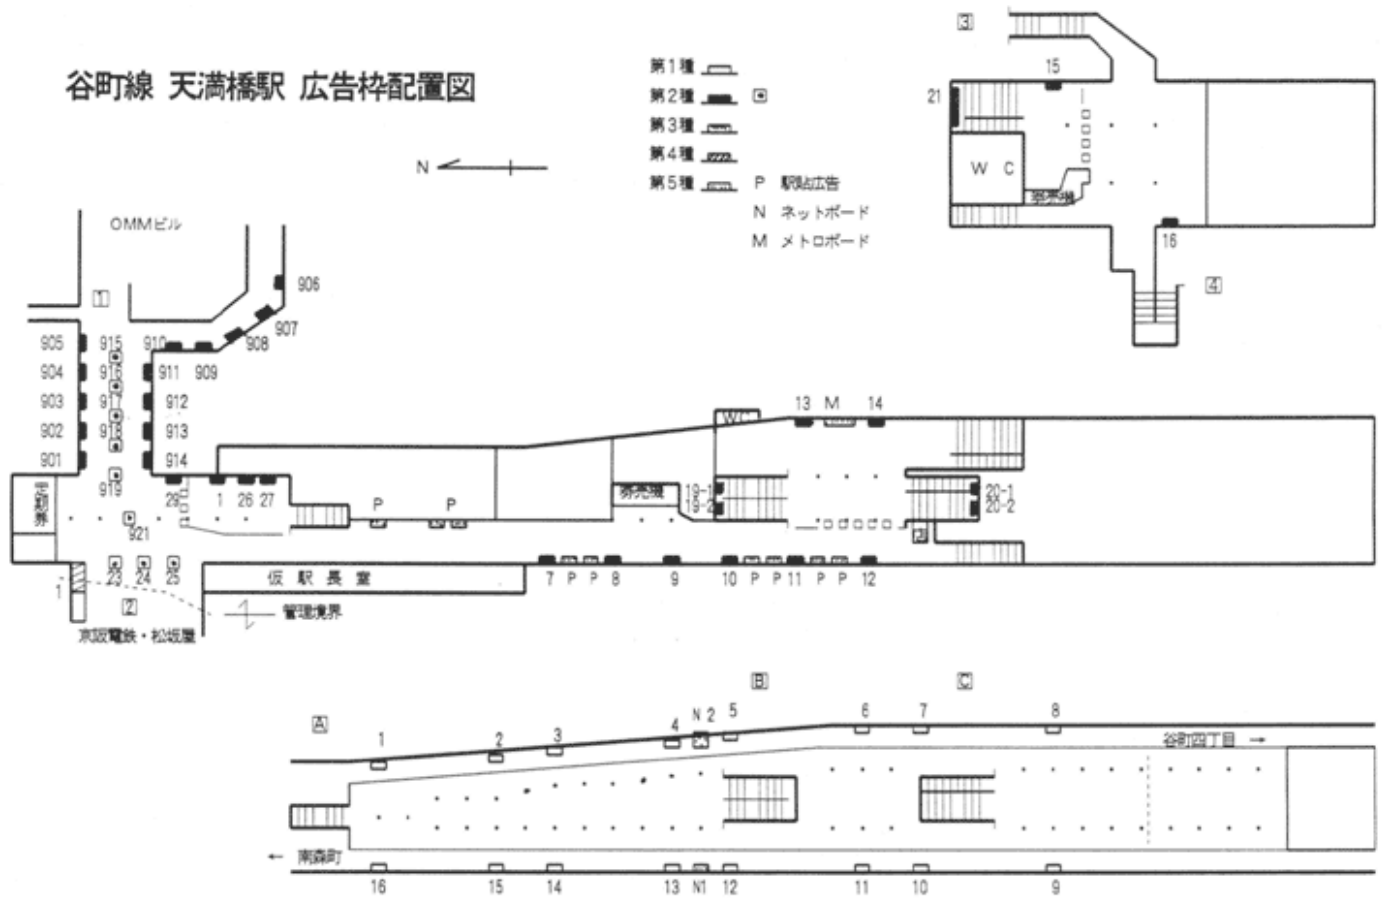 谷町線 天満橋駅 広告枠配置図
第1種
第2種
第3種
第4種
第5種
P 駅貼広告
N ネットボード
M メトロボード
N
3
15
21
W C
券売機
16
4
OMMビル
1
906
907
908
905 915 910
904 916 911 909
903 917 912
902 918 913
901 914
919
定期券
29 1 26 27
921
23 24 25
1
2
仮駅長室
管理境界
京阪電鉄・松坂屋
P P
券売機
WC
13 M 14
19-1
19-2
20-1
20-2
7 P P 8 9 10 P P 11 P P 12
A
B
C
1 2 3 4 N 2 5 6 7 8
谷町四丁目 →
← 南森町
16 15 14 13 N1 12 11 10 9